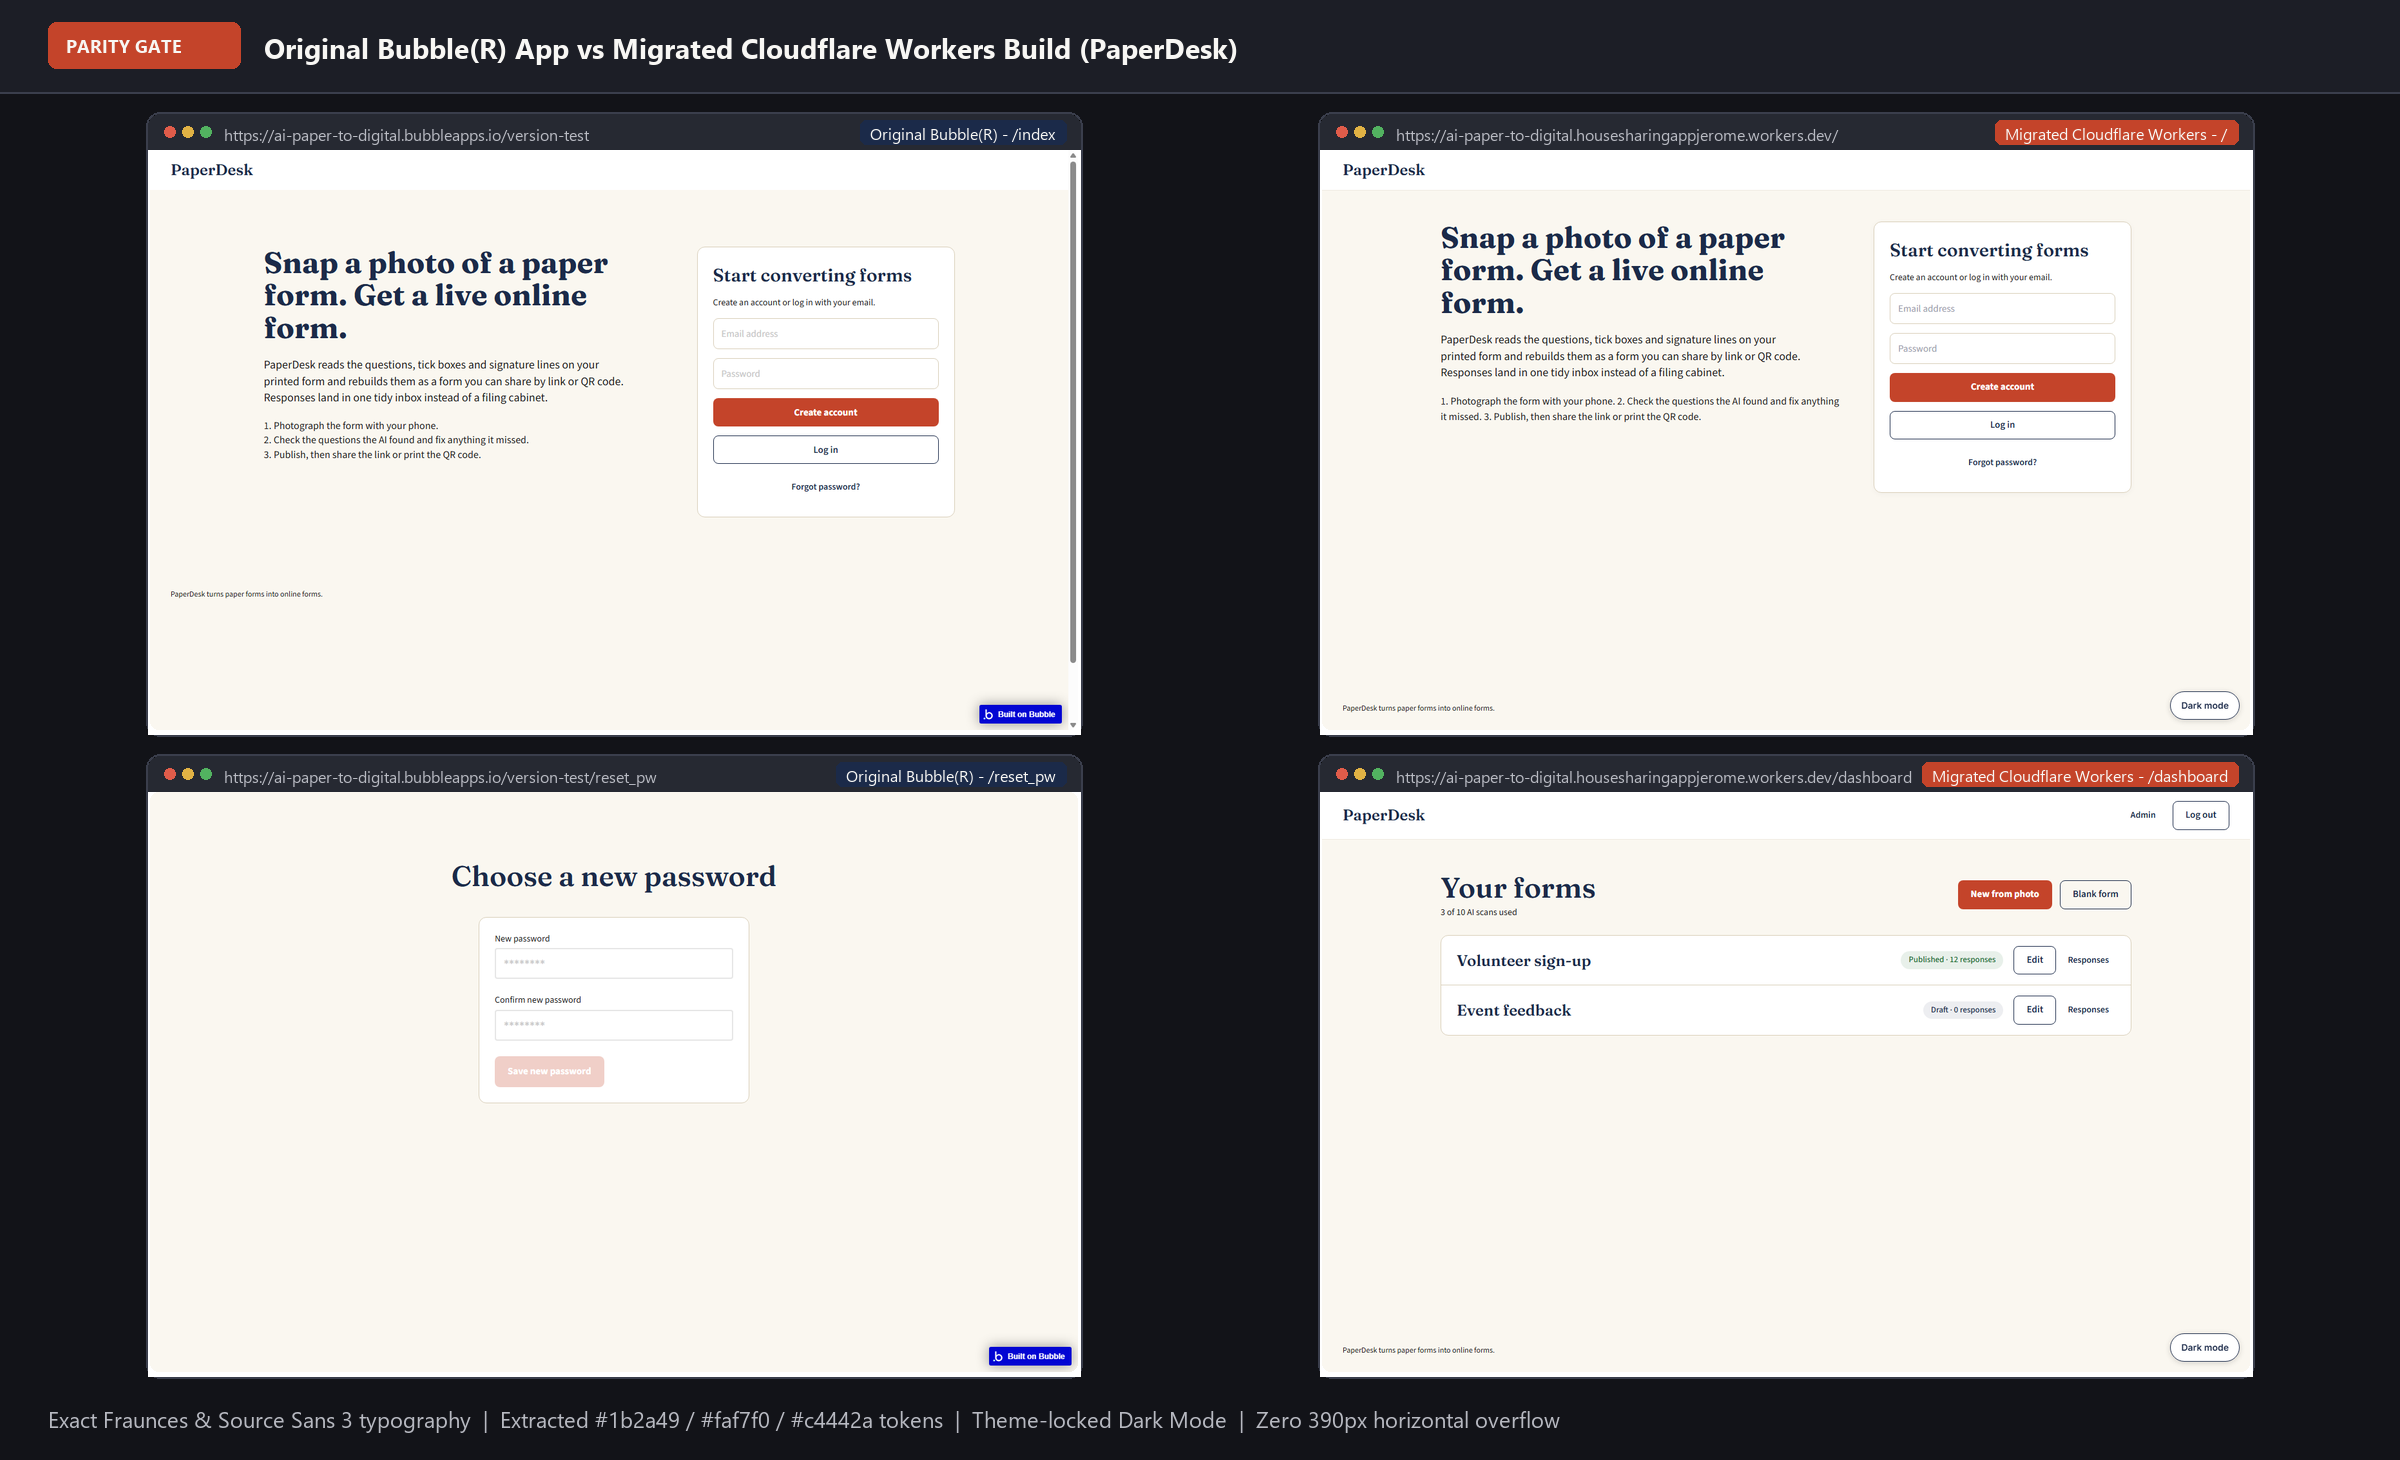 PARITY GATE
Original Bubble(R) App vs Migrated Cloudflare Workers Build (PaperDesk)
https://ai-paper-to-digital.bubbleapps.io/version-test
Original Bubble(R) - /index
PaperDesk
Snap a photo of a paper
form. Get a live online
form.
PaperDesk reads the questions, tick boxes and signature lines on your
printed form and rebuilds them as a form you can share by link or QR code.
Responses land in one tidy inbox instead of a filing cabinet.
1. Photograph the form with your phone.
2. Check the questions the AI found and fix anything it missed.
3. Publish, then share the link or print the QR code.
Start converting forms
Create an account or log in with your email.
Email address
Password
Create account
Log in
Forgot password?
PaperDesk turns paper forms into online forms.
Built on Bubble
https://ai-paper-to-digital.housesharingappjerome.workers.dev/
Migrated Cloudflare Workers - /
PaperDesk
Snap a photo of a paper
form. Get a live online
form.
PaperDesk reads the questions, tick boxes and signature lines on your
printed form and rebuilds them as a form you can share by link or QR code.
Responses land in one tidy inbox instead of a filing cabinet.
1. Photograph the form with your phone. 2. Check the questions the AI found and fix anything
it missed. 3. Publish, then share the link or print the QR code.
Start converting forms
Create an account or log in with your email.
Email address
Password
Create account
Log in
Forgot password?
PaperDesk turns paper forms into online forms.
Dark mode
https://ai-paper-to-digital.bubbleapps.io/version-test/reset_pw
Original Bubble(R) - /reset_pw
Choose a new password
New password
********
Confirm new password
********
Save new password
Built on Bubble
https://ai-paper-to-digital.housesharingappjerome.workers.dev/dashboard
Migrated Cloudflare Workers - /dashboard
PaperDesk
Admin
Log out
Your forms
3 of 10 AI scans used
New from photo
Blank form
Volunteer sign-up
Published · 12 responses
Edit
Responses
Event feedback
Draft · 0 responses
Edit
Responses
PaperDesk turns paper forms into online forms.
Dark mode
Exact Fraunces & Source Sans 3 typography | Extracted #1b2a49 / #faf7f0 / #c4442a tokens | Theme-locked Dark Mode | Zero 390px horizontal overflow